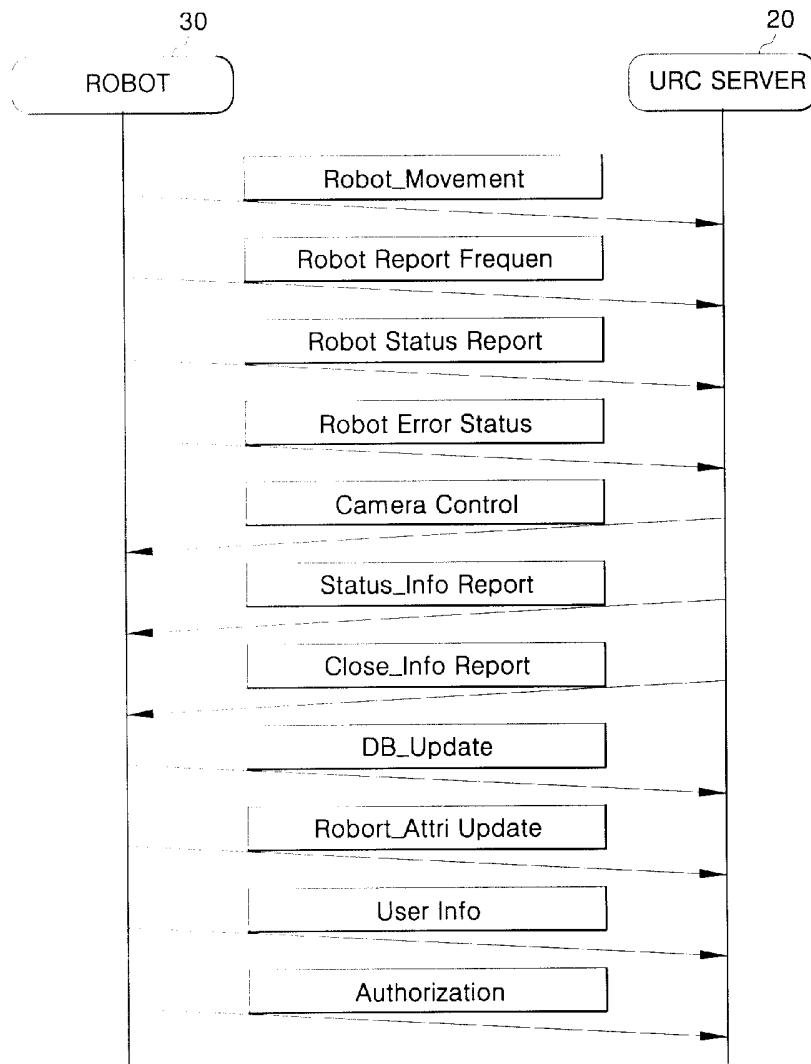 30
20
ROBOT
URC SERVER
Robot_Movement
Robot Report Frequen
Robot Status Report
Robot Error Status
Camera Control
Status_Info Report
Close_Info Report
DB_Update
Robort_Attri Update
User Info
Authorization